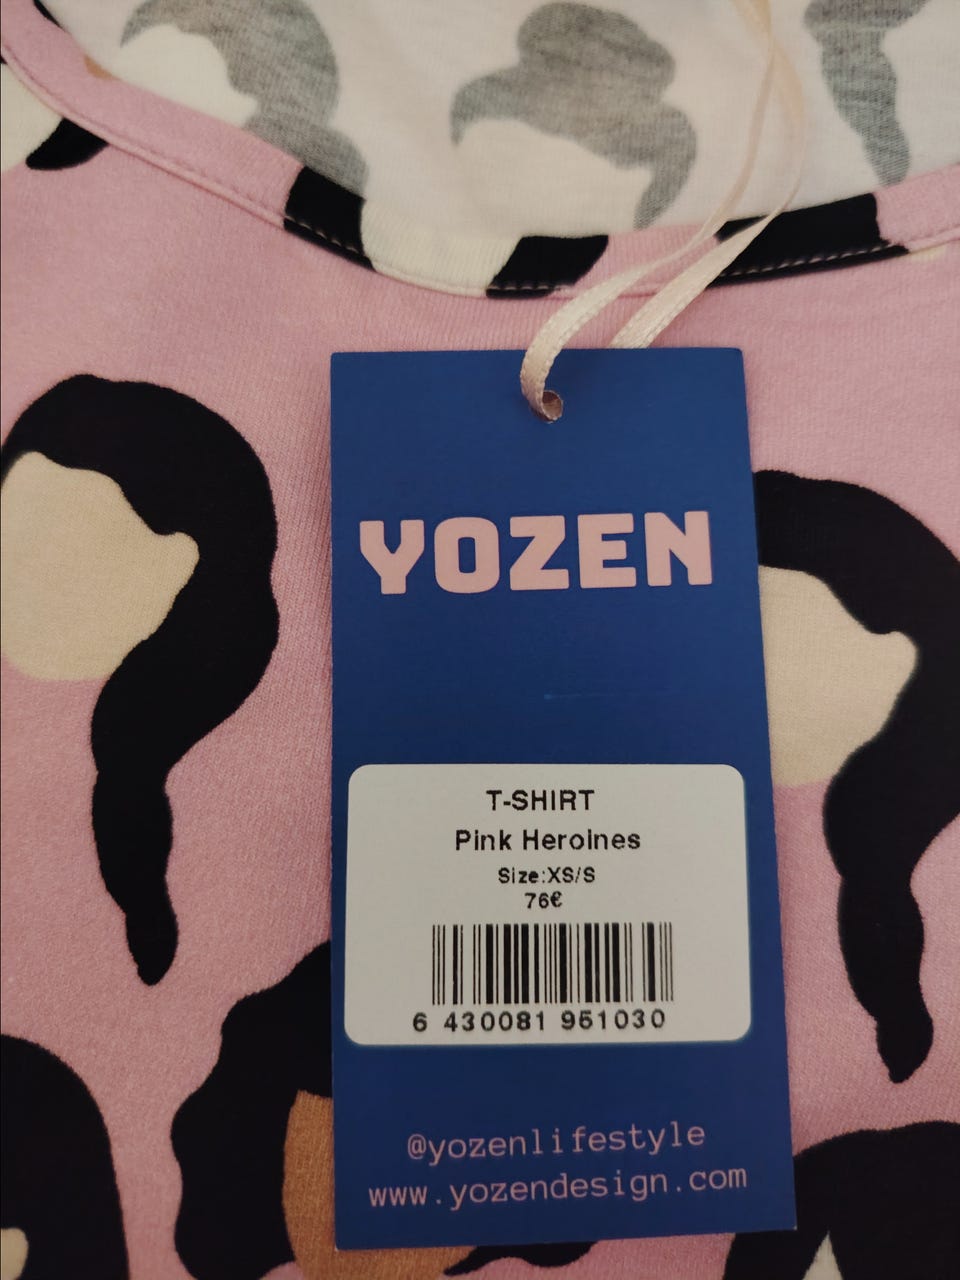 YOZEN
T-SHIRT
Pink Heroines
Size:XS/S
76€
6 430081 951030
@yozenlifestyle
www.yozendesign.com